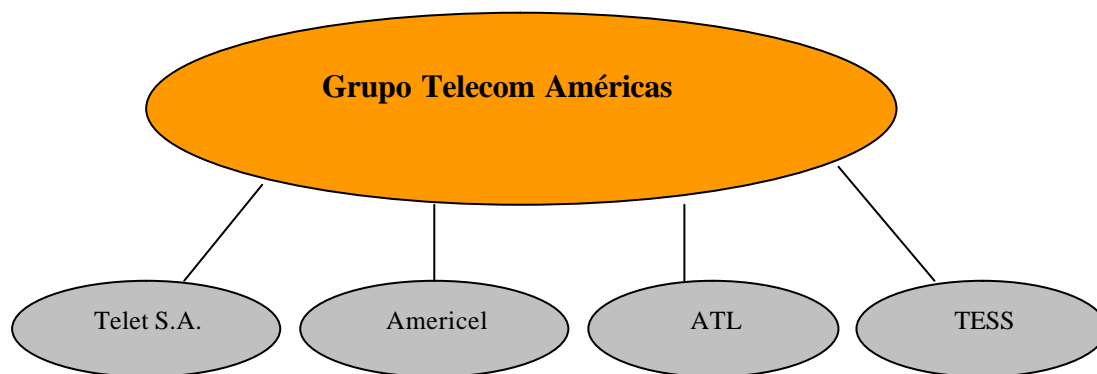 Grupo Telecom Américas
Telet S.A.
Americel
ATL
TESS